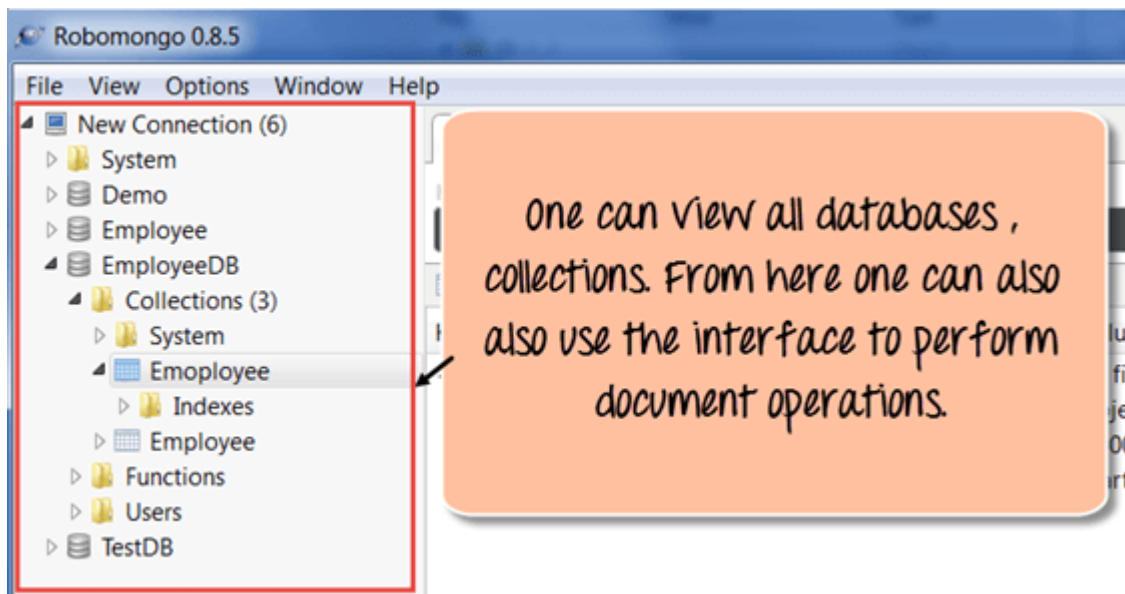 Robomongo 0.8.5
File View Options Window Help
New Connection (6)
System
Demo
Employee
EmployeeDB
Collections (3)
System
Emoployee
Indexes
Employee
Functions
Users
TestDB
One can view all databases ,
collections. From here one can also
also use the interface to perform
document operations.